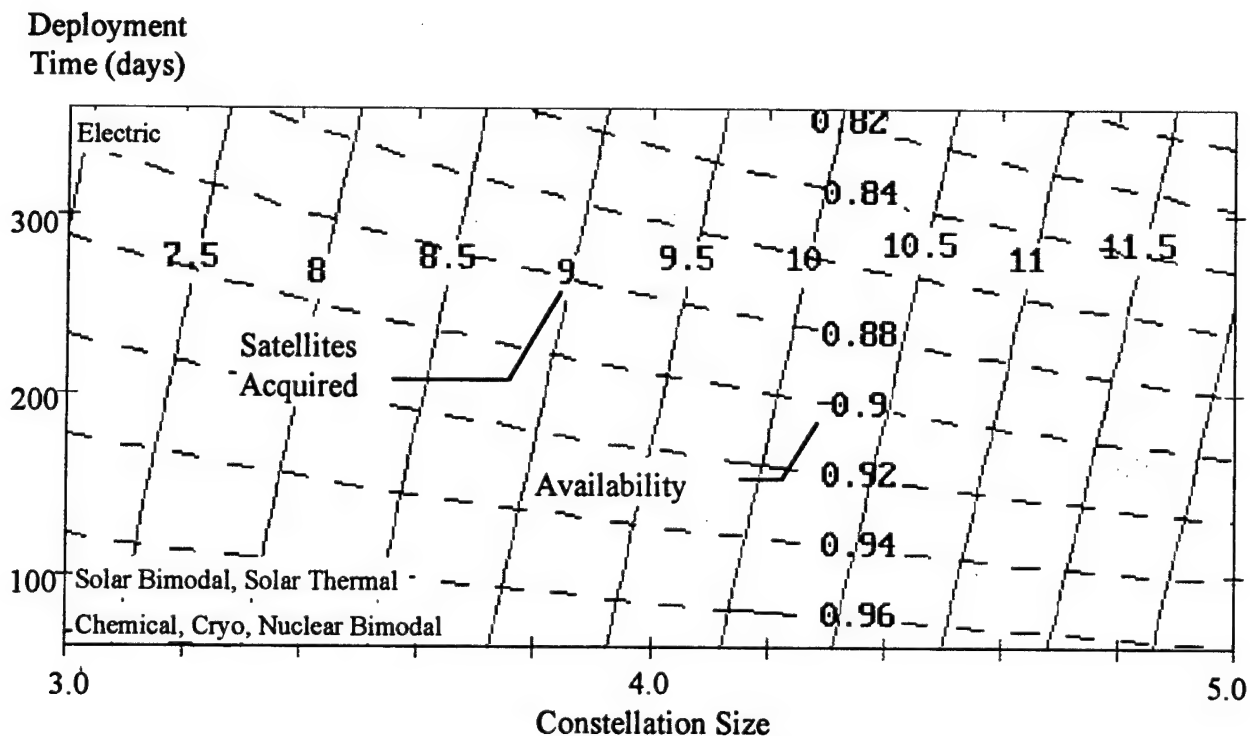 Deployment
Time (days)
Electric
0.82
300
0.84
7.5 8 8.5 9 9.5 10 10.5 11 11.5
Satellites
Acquired
0.88
200
0.9
Availability
0.92
0.94
100
Solar Bimodal, Solar Thermal
0.96
Chemical, Cryo, Nuclear Bimodal
3.0 4.0 5.0
Constellation Size